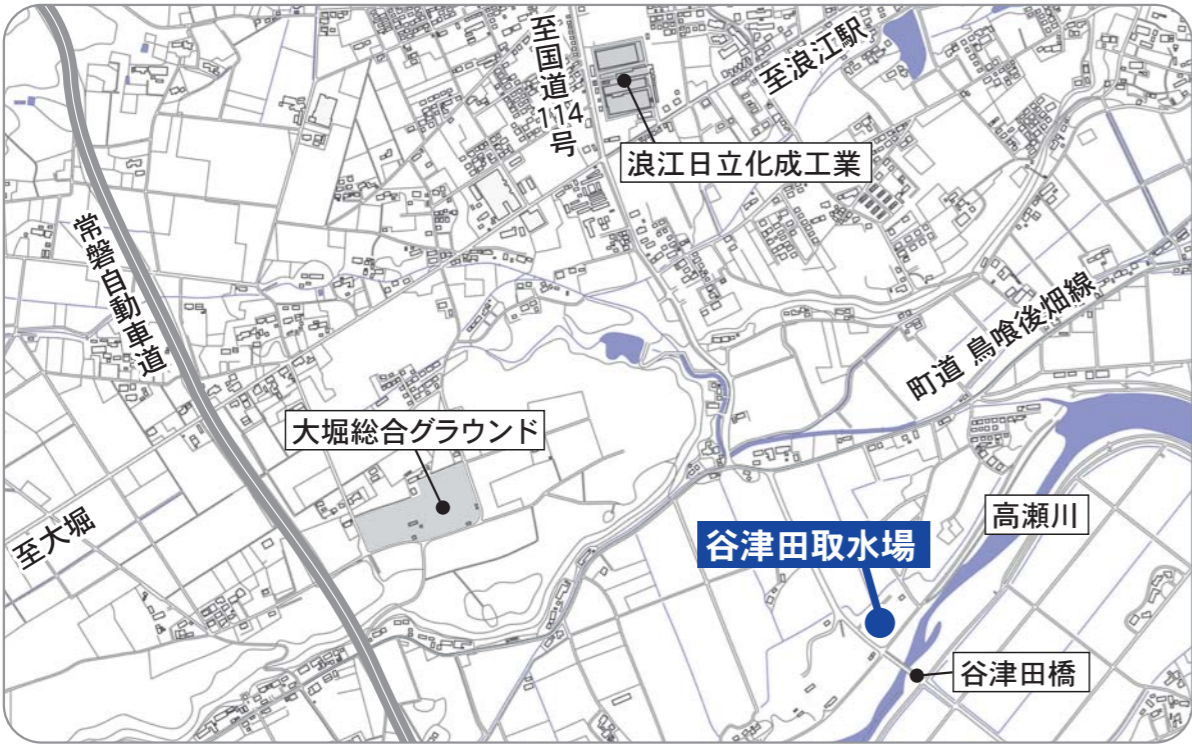 至国道114号
至浪江駅
浪江日立化成工業
常磐自動車道
町道 鳥喰後畑線
大堀総合グラウンド
至大堀
高瀬川
谷津田取水場
谷津田橋